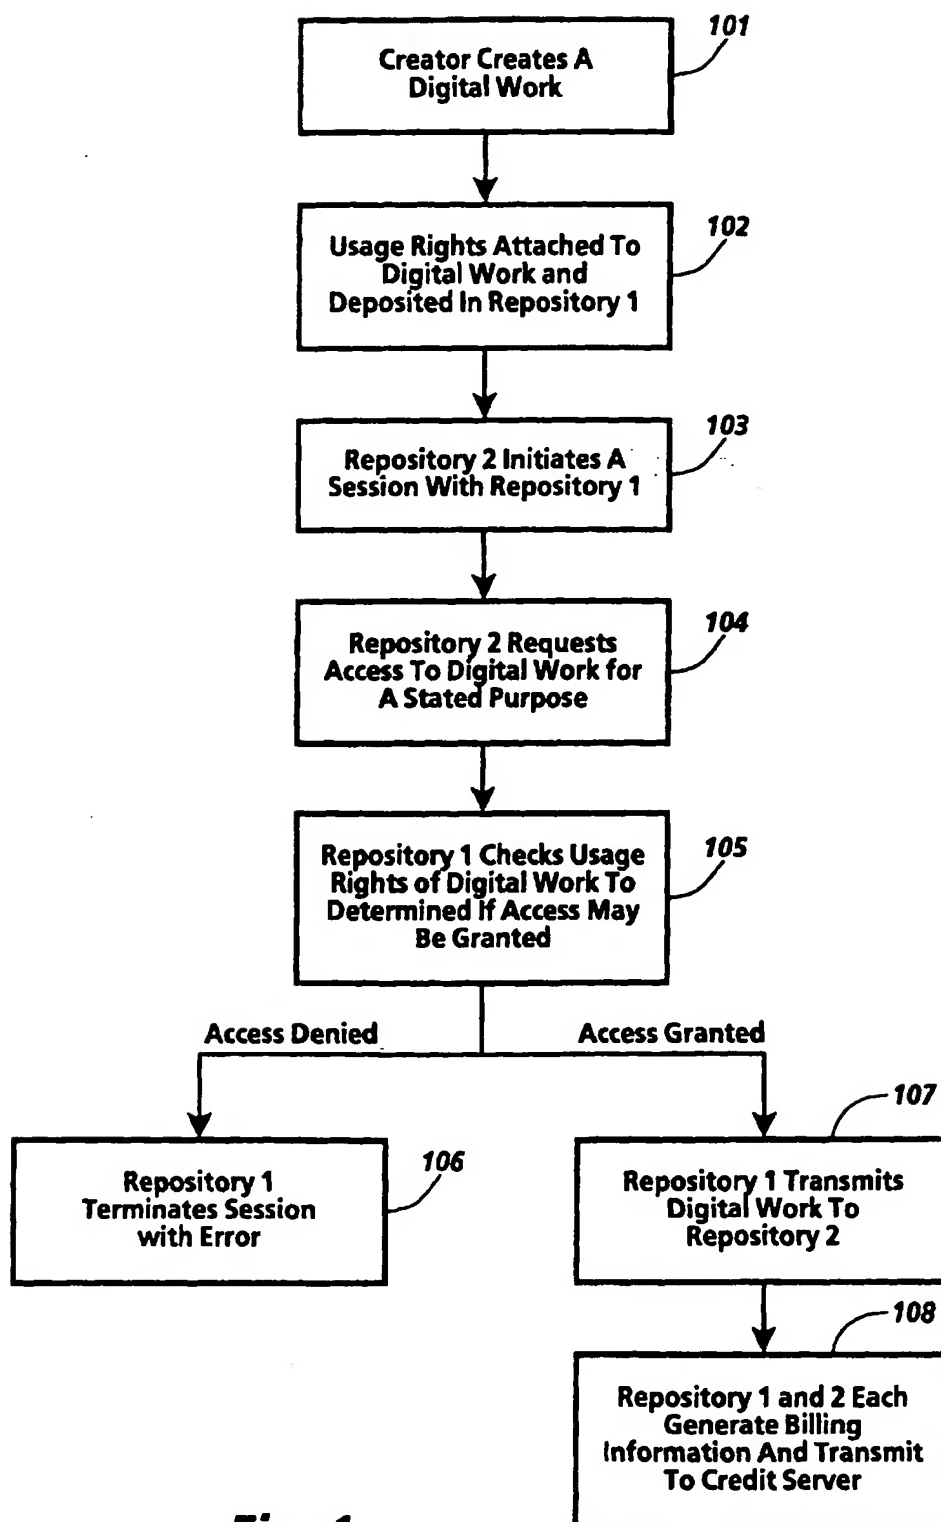 101
Creator Creates A
Digital Work
102
Usage Rights Attached To
Digital Work and
Deposited In Repository 1
103
Repository 2 Initiates A
Session With Repository 1
104
Repository 2 Requests
Access To Digital Work for
A Stated Purpose
105
Repository 1 Checks Usage
Rights of Digital Work To
Determined If Access May
Be Granted
Access Denied
Access Granted
107
106
Repository 1
Terminates Session
with Error
Repository 1 Transmits
Digital Work To
Repository 2
108
Repository 1 and 2 Each
Generate Billing
Information And Transmit
To Credit Server